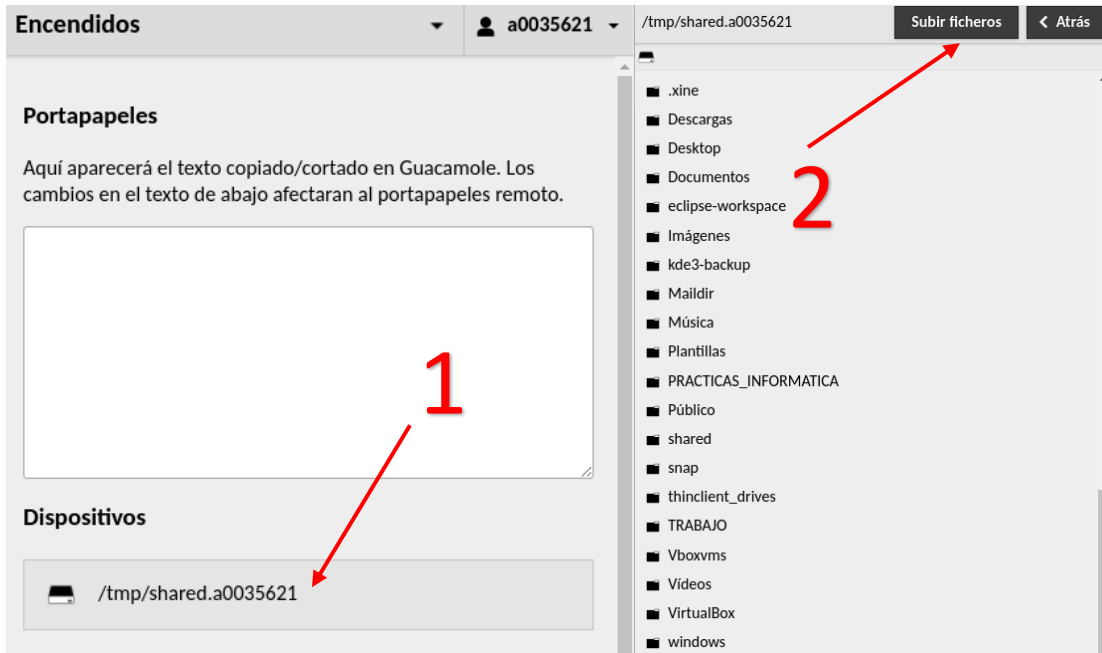 Encendidos
a0035621
Portapapeles
Aquí aparecerá el texto copiado/cortado en Guacamole. Los
cambios en el texto de abajo afectaran al portapapeles remoto.
1
Dispositivos
/tmp/shared.a0035621
/tmp/shared.a0035621
Subir ficheros
Atrás
.xine
Descargas
Desktop
Documentos
eclipse-workspace
2
Imágenes
kde3-backup
Maildir
Música
Plantillas
PRACTICAS_INFORMATICA
Público
shared
snap
thinclient_drives
TRABAJO
Vboxvms
Vídeos
VirtualBox
windows